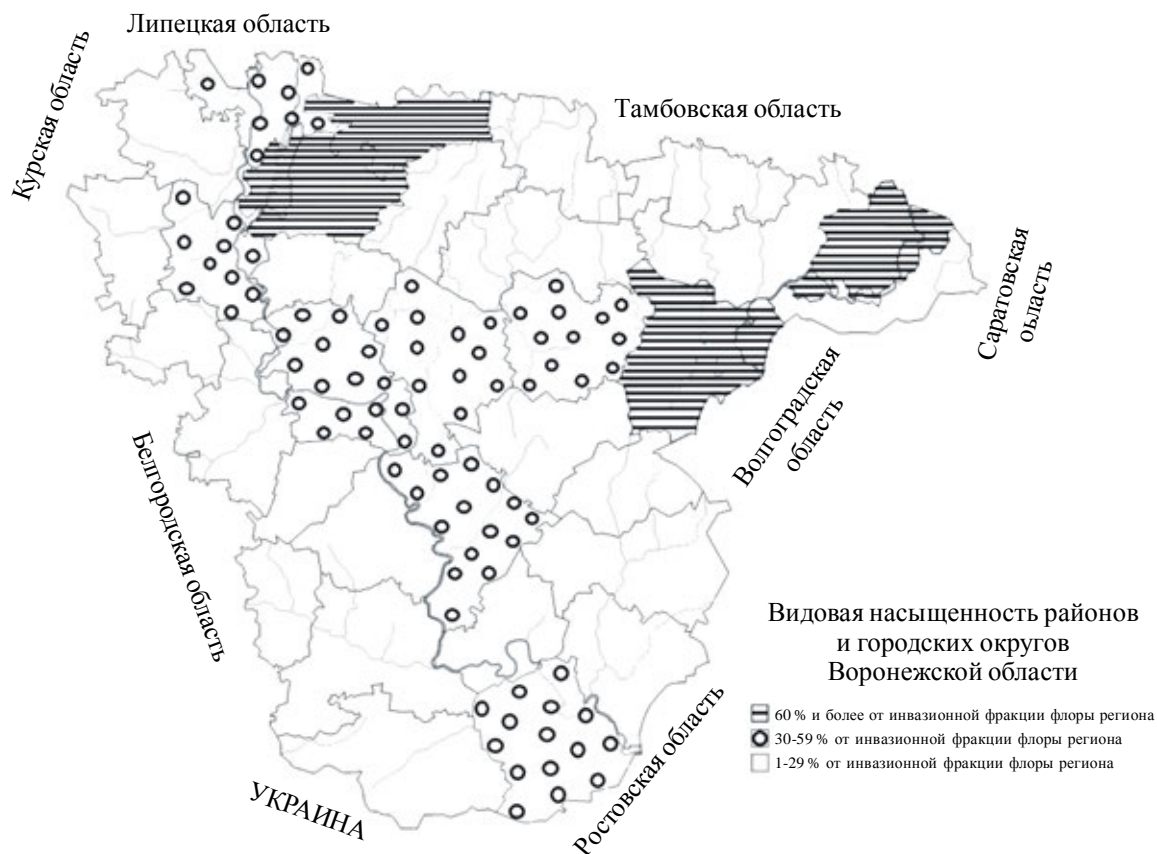 Липецкая область
Курская область
Тамбовская область
Саратовская
оьласть
Волгоградская
область
Белгородская область
Видовая насыщенность районов
и городских округов
Воронежской области
60 % и более от инвазионной фракции флоры региона
30-59 % от инвазионной фракции флоры региона
1-29 % от инвазионной фракции флоры региона
Ростовская область
УКРАИНА